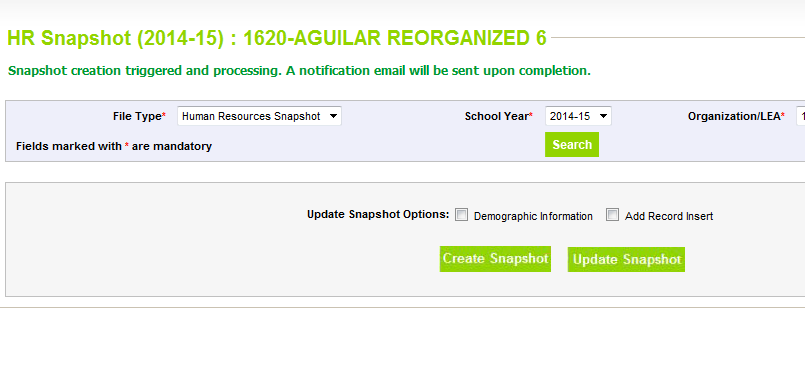 HR Snapshot (2014-15) : 1620-AGUILAR REORGANIZED 6
Snapshot creation triggered and processing. A notification email will be sent upon completion.
File Type* Human Resources Snapshot School Year* 2014-15 Organization/LEA* 1
Fields marked with * are mandatory Search
Update Snapshot Options: Demographic Information Add Record Insert
Create Snapshot Update Snapshot